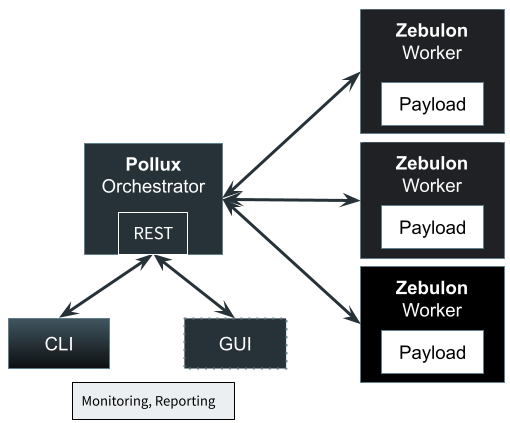 Zebulon
Worker
Payload
Pollux
Orchestrator
REST
Zebulon
Worker
Payload
Zebulon
Worker
Payload
CLI
GUI
Monitoring, Reporting